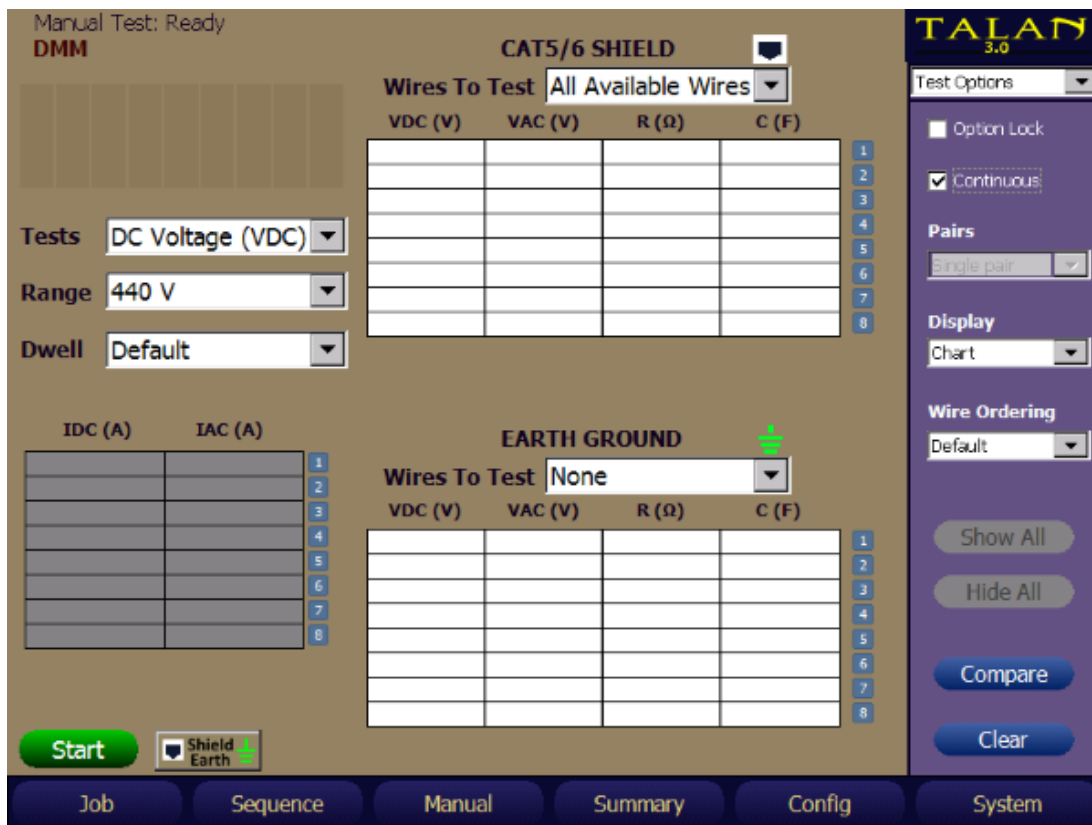 Manual Test: Ready
DMM
Tests DC Voltage (VDC)
Range 440 V
Dwell Default
IDC (A) IAC (A)
1
2
3
4
5
6
7
8
Start
Shield
Earth
CAT5/6 SHIELD
Wires To Test All Available Wires
VDC (V) VAC (V) R (Ω) C (F)
1
2
3
4
5
6
7
8
EARTH GROUND
Wires To Test None
VDC (V) VAC (V) R (Ω) C (F)
1
2
3
4
5
6
7
8
TALAN
3.0
Test Options
Option Lock
Continuous
Pairs
Single pair
Display
Chart
Wire Ordering
Default
Show All
Hide All
Compare
Clear
Job Sequence Manual Summary Config System